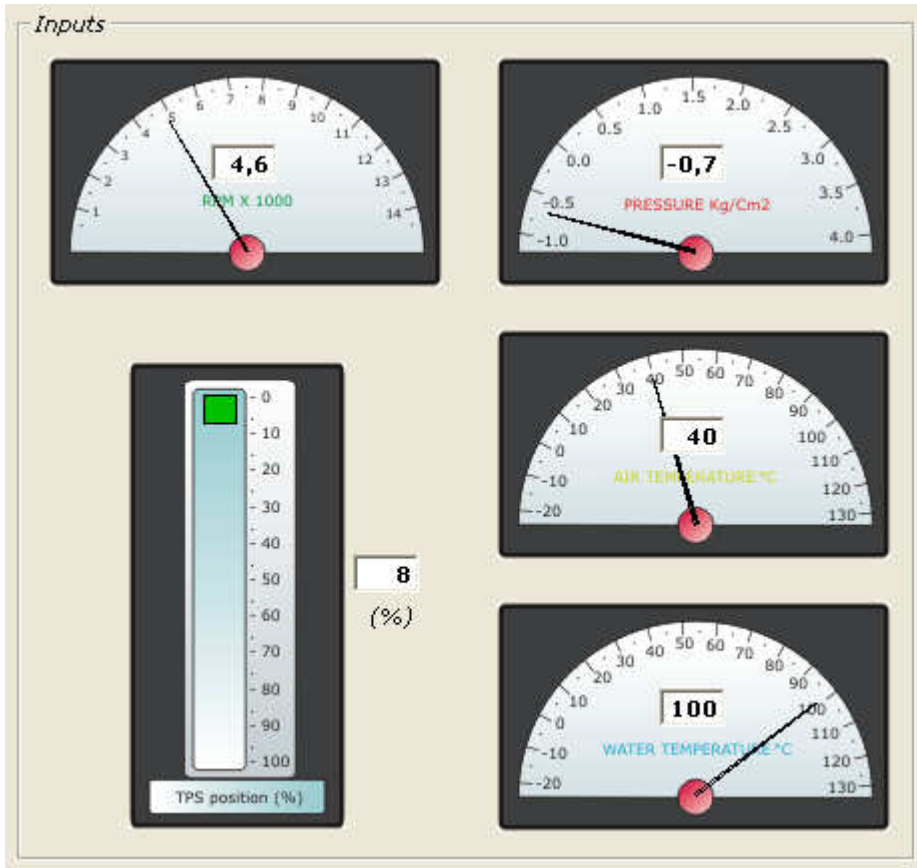 Inputs
1 2 3 4 5 6 7 8 9 10 11 12 13 14
4,6
RPM X 1000
-1.0 -0.5 0.0 0.5 1.0 1.5 2.0 2.5 3.0 3.5 4.0
-0,7
PRESSURE Kg/Cm2
0
10
20
30
40
50
60
70
80
90
100
TPS position (%)
8
(%)
-20 -10 0 10 20 30 40 50 60 70 80 90 100 110 120 130
40
AIR TEMPERATURE °C
-20 -10 0 10 20 30 40 50 60 70 80 90 100 110 120 130
100
WATER TEMPERATURE °C